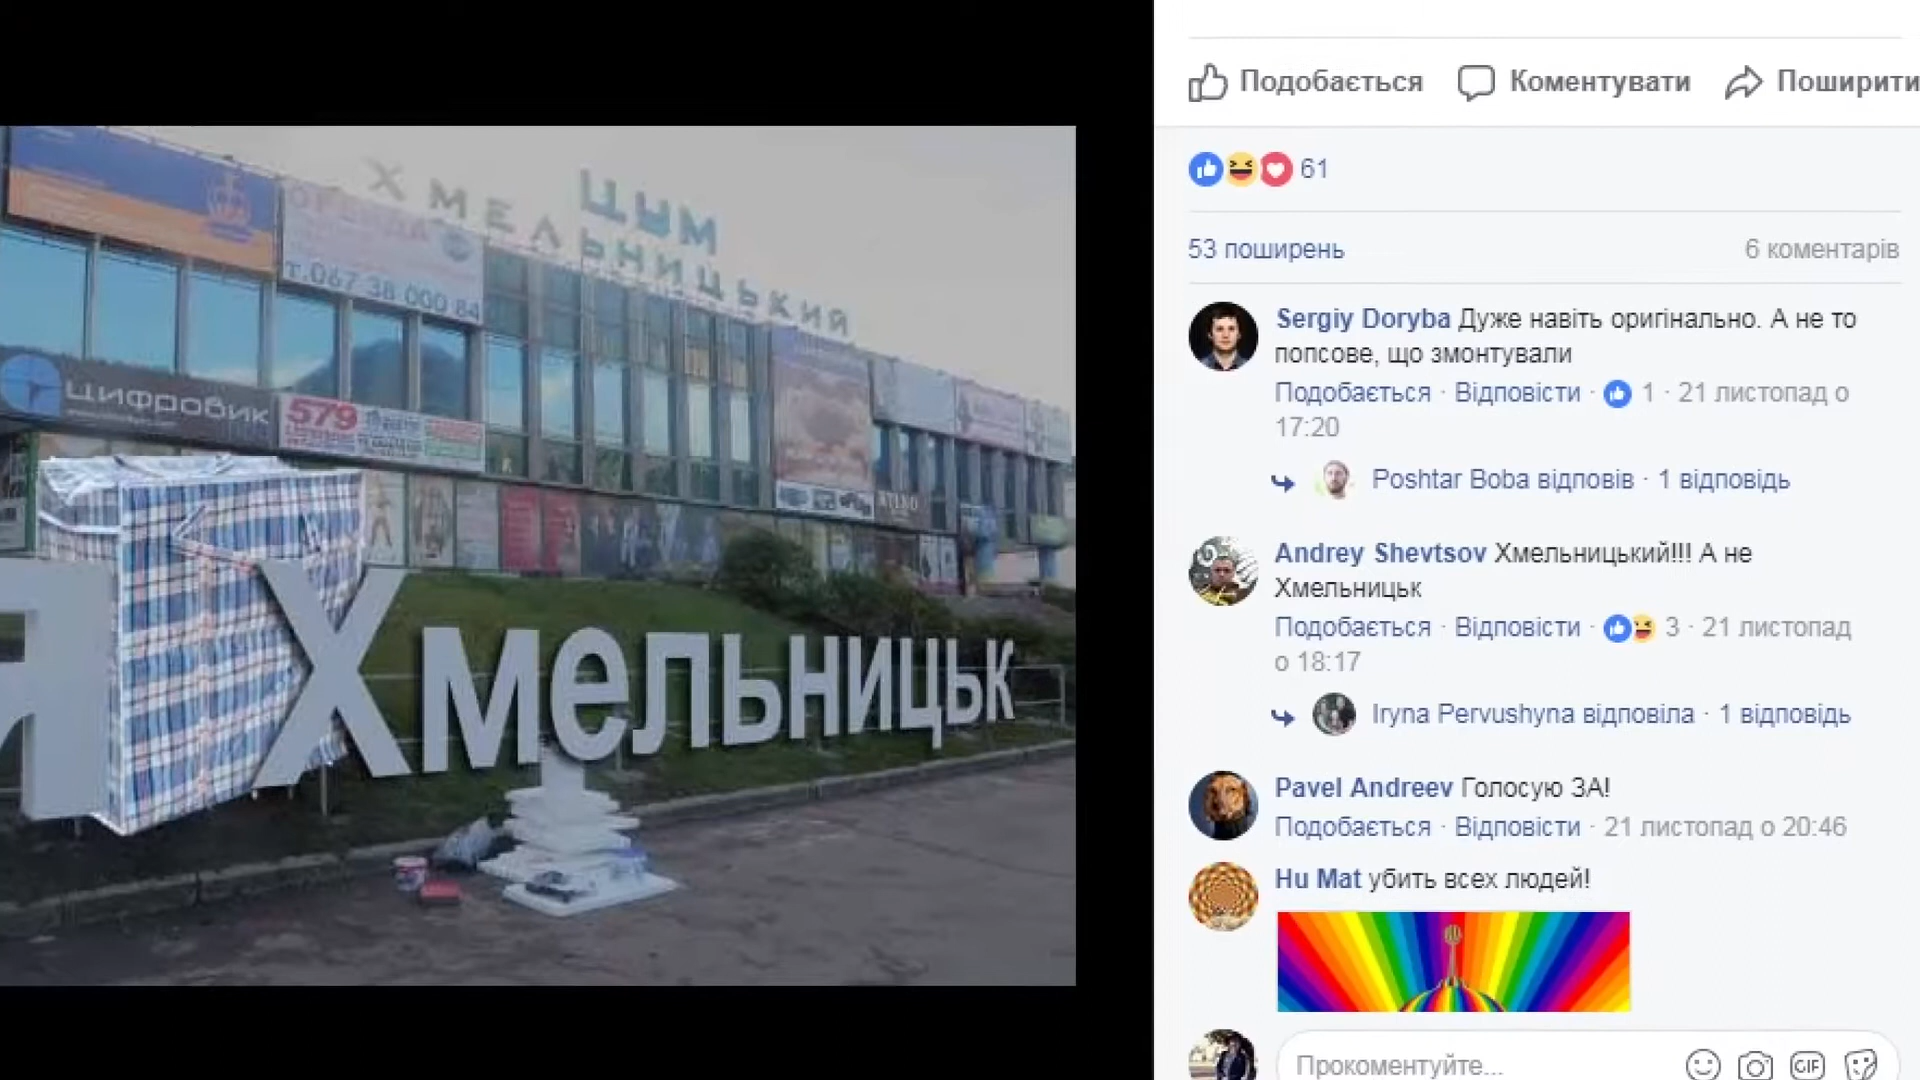 ЦУМ
ХМЕЛЬНИЦЬКИЙ
ОРЕНДА
т.067 38 000 84
Цифровик
579
Я Хмельницьк
Подобається Коментувати Поширити
61
53 поширень 6 коментарів
Sergiy Doryba Дуже навіть оригінально. А не то
попсове, що змонтували
Подобається · Відповісти · 1 · 21 листопад о
17:20
Poshtar Boba відповів · 1 відповідь
Andrey Shevtsov Хмельницький!!! А не
Хмельницьк
Подобається · Відповісти · 3 · 21 листопад
о 18:17
Iryna Pervushyna відповіла · 1 відповідь
Pavel Andreev Голосую ЗА!
Подобається · Відповісти · 21 листопад о 20:46
Hu Mat убить всех людей!
Прокоментуйте...
GIF